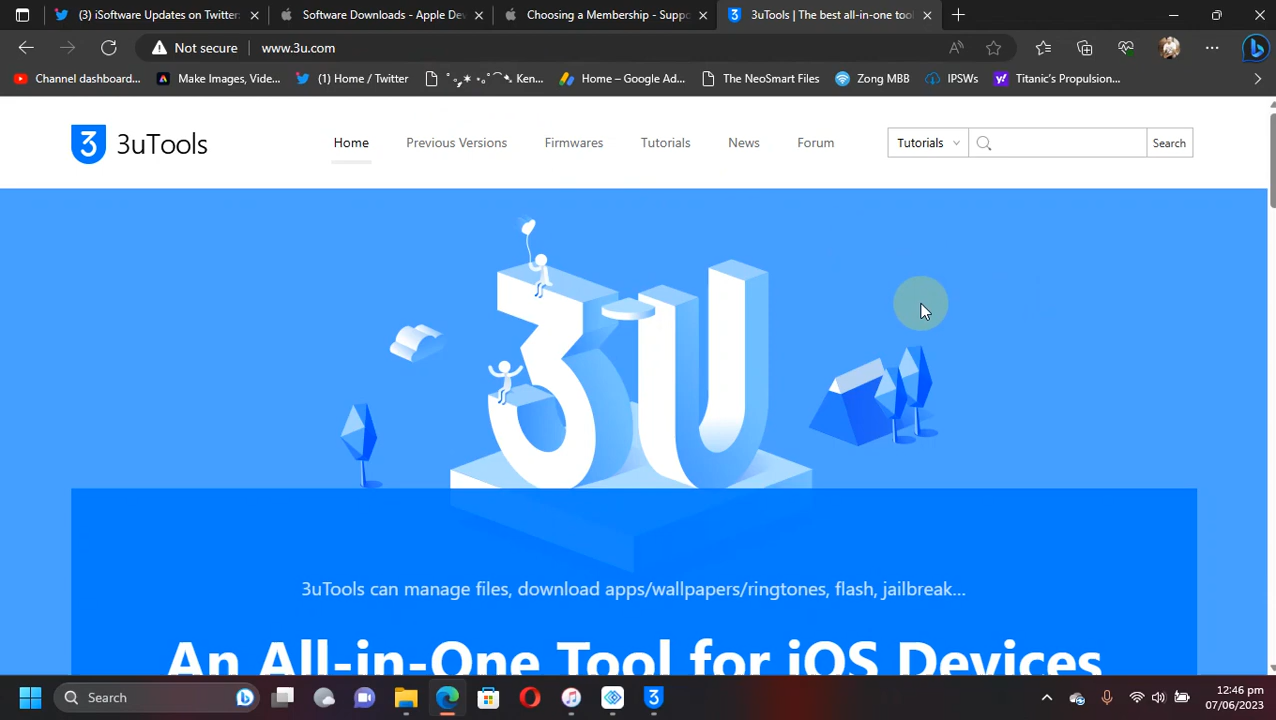 (3) iSoftware Updates on Twitter:
Software Downloads - Apple Dev
Choosing a Membership - Suppo
3uTools | The best all-in-one tool
Not secure
www.3u.com
Channel dashboard...
Make Images, Vide...
(1) Home / Twitter
Home – Google Ad...
The NeoSmart Files
Zong MBB
IPSWs
Titanic's Propulsion...
3 3uTools
Home
Previous Versions
Firmwares
Tutorials
News
Forum
Tutorials
Search
3U
3uTools can manage files, download apps/wallpapers/ringtones, flash, jailbreak...
An All-in-One Tool for iOS Devices
Search
12:46 pm
07/06/2023